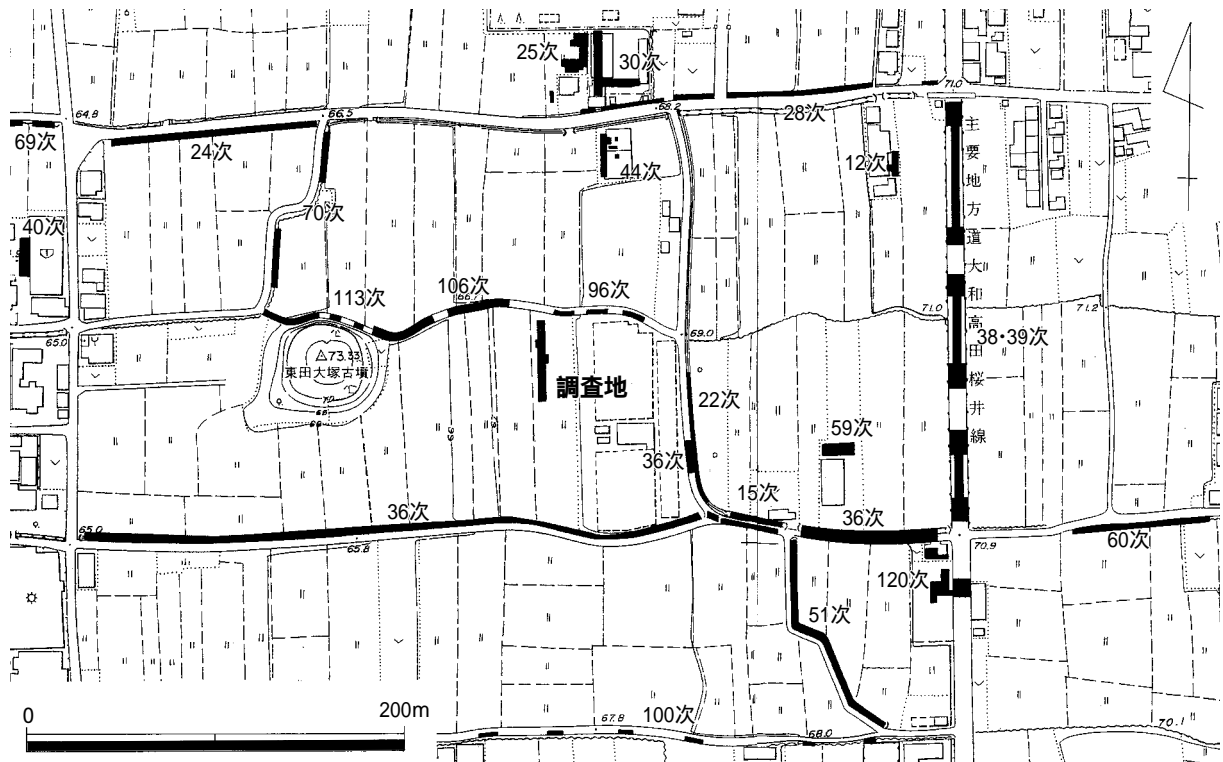 25次
30次
71.0
64.8
66.5
68.2
28次
69次
24次
44次
12次
主要地方道大和高田桜井線
70次
40次
113次
106次
96次
71.0
71.2
65.0
69.0
38・39次
△73.33
東田大塚古墳
調査地
22次
59次
36次
15次
36次
36次
65.0
65.8
70.9
60次
120次
51次
0
200m
100次
67.8
68.0
70.1